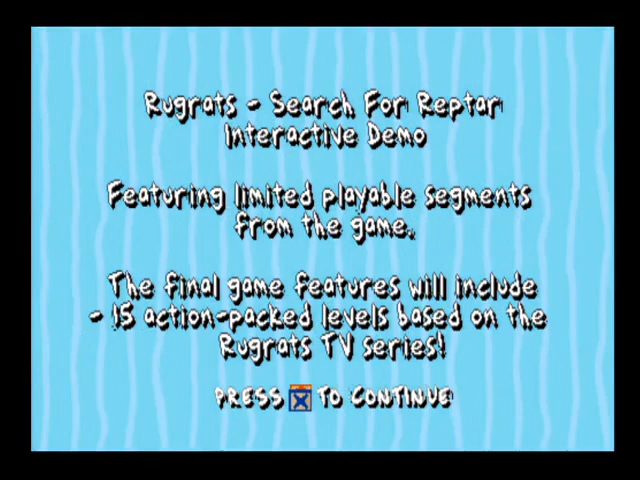 Rugrats - Search For Reptar
Interactive Demo
Featuring limited playable segments
from the game.
The final game features will include
- 15 action-packed levels based on the
Rugrats TV series!
PRESS X TO CONTINUE